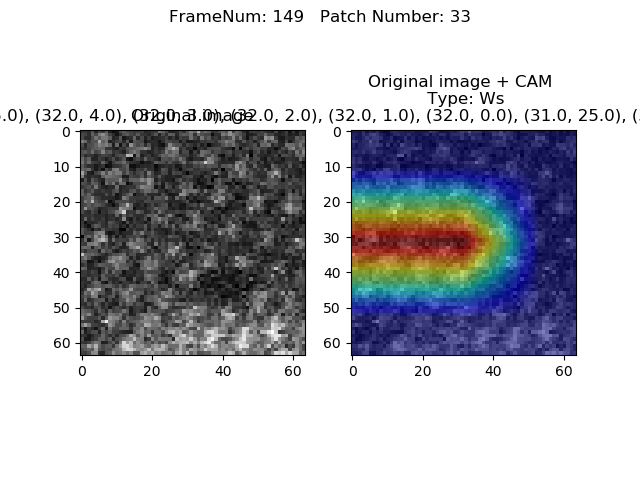 FrameNum: 149   Patch Number: 33
Original image
0
10
20
30
40
50
60
0 20 40 60
Original image + CAM
Type: Ws
.0), (32.0, 4.0), (32.0, 3.0), (32.0, 2.0), (32.0, 1.0), (32.0, 0.0), (31.0, 25.0), (
0
10
20
30
40
50
60
0 20 40 60